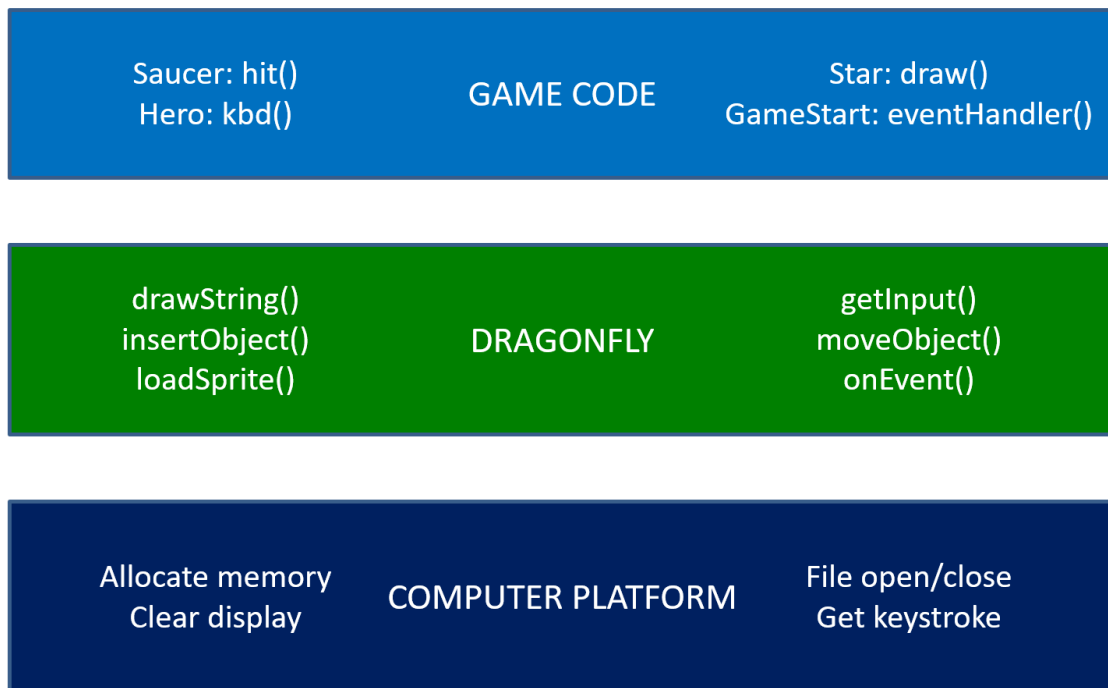 Saucer: hit()
Hero: kbd()
GAME CODE
Star: draw()
GameStart: eventHandler()
drawString()
insertObject()
loadSprite()
DRAGONFLY
getInput()
moveObject()
onEvent()
Allocate memory
Clear display
COMPUTER PLATFORM
File open/close
Get keystroke